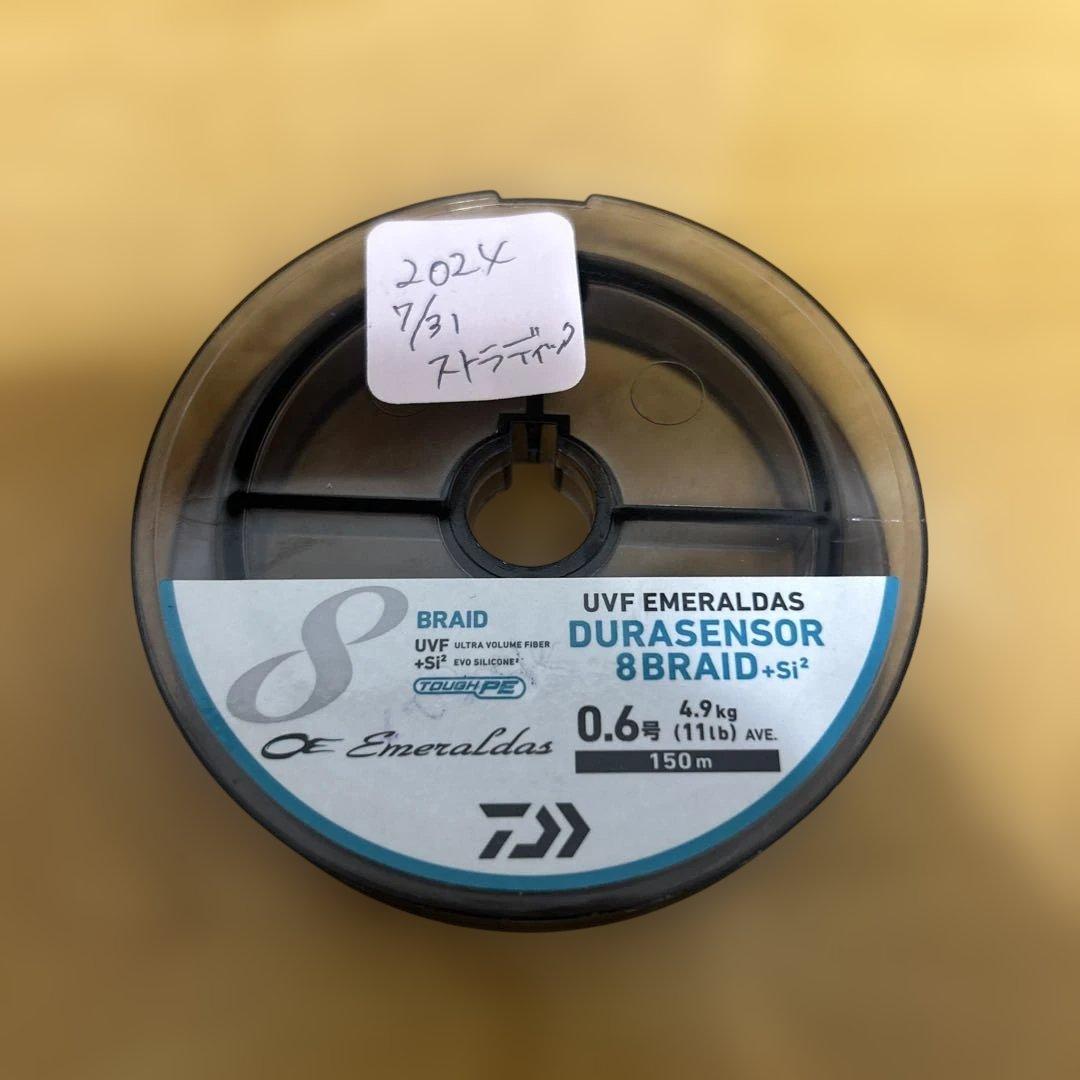 2024
7/31
ストラディック
8 BRAID
UVF ULTRA VOLUME FIBER
+Si² EVO SILICONE²
TOUGH PE
Emeraldas
UVF EMERALDAS
DURASENSOR
8BRAID+Si²
0.6号 4.9kg (11lb) AVE.
150m